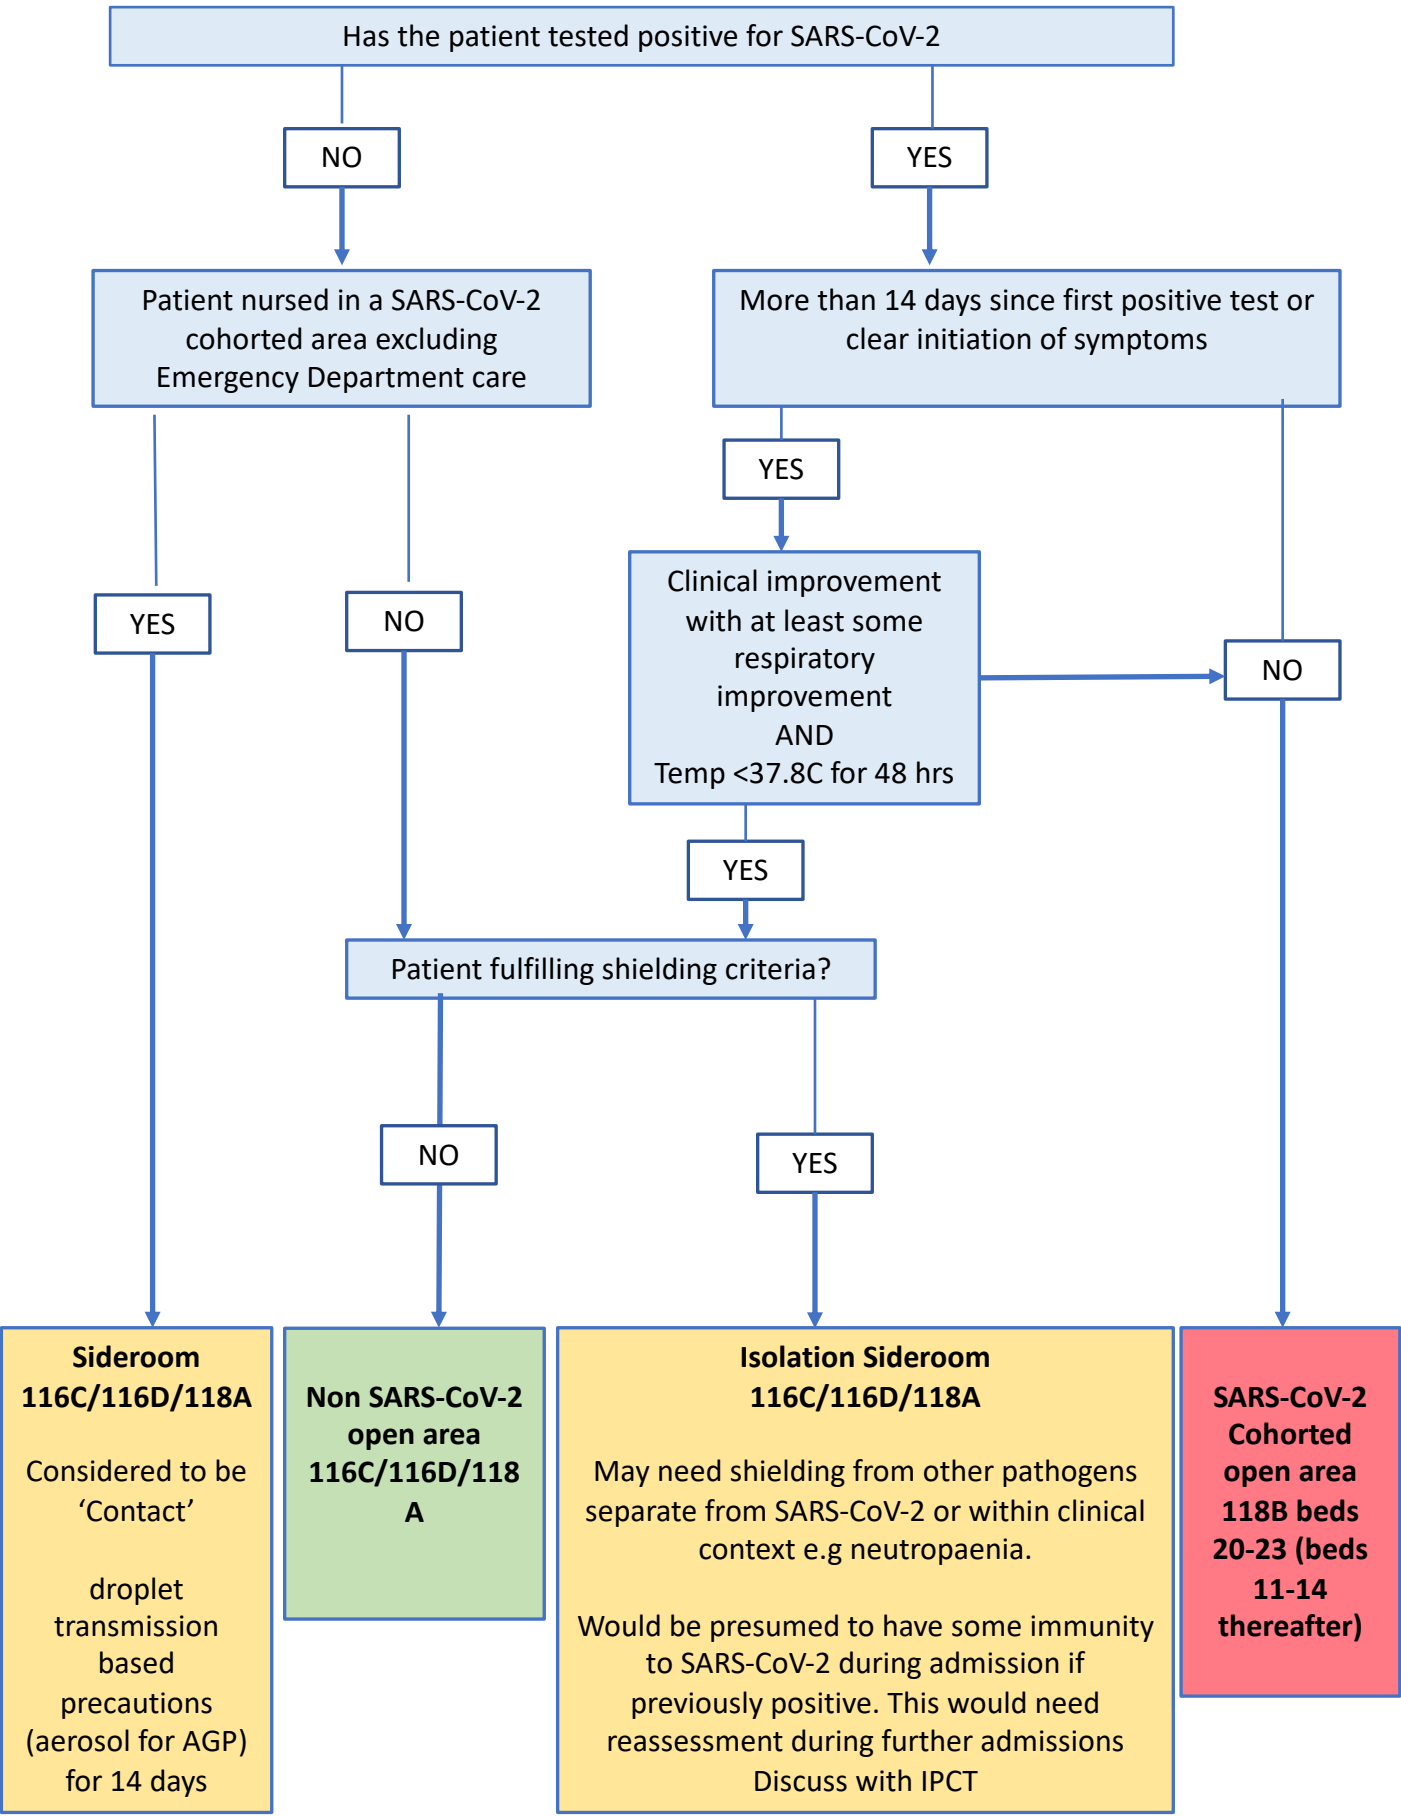 Has the patient tested positive for SARS-CoV-2
NO
YES
Patient nursed in a SARS-CoV-2
cohorted area excluding
Emergency Department care
More than 14 days since first positive test or
clear initiation of symptoms
YES
Clinical improvement
with at least some
respiratory
improvement
AND
Temp <37.8C for 48 hrs
YES
NO
NO
YES
Patient fulfilling shielding criteria?
NO
YES
Sideroom
116C/116D/118A
Considered to be
‘Contact’
droplet
transmission
based
precautions
(aerosol for AGP)
for 14 days
Non SARS-CoV-2
open area
116C/116D/118
A
Isolation Sideroom
116C/116D/118A
May need shielding from other pathogens
separate from SARS-CoV-2 or within clinical
context e.g neutropaenia.
Would be presumed to have some immunity
to SARS-CoV-2 during admission if
previously positive. This would need
reassessment during further admissions
Discuss with IPCT
SARS-CoV-2
Cohorted
open area
118B beds
20-23 (beds
11-14
thereafter)